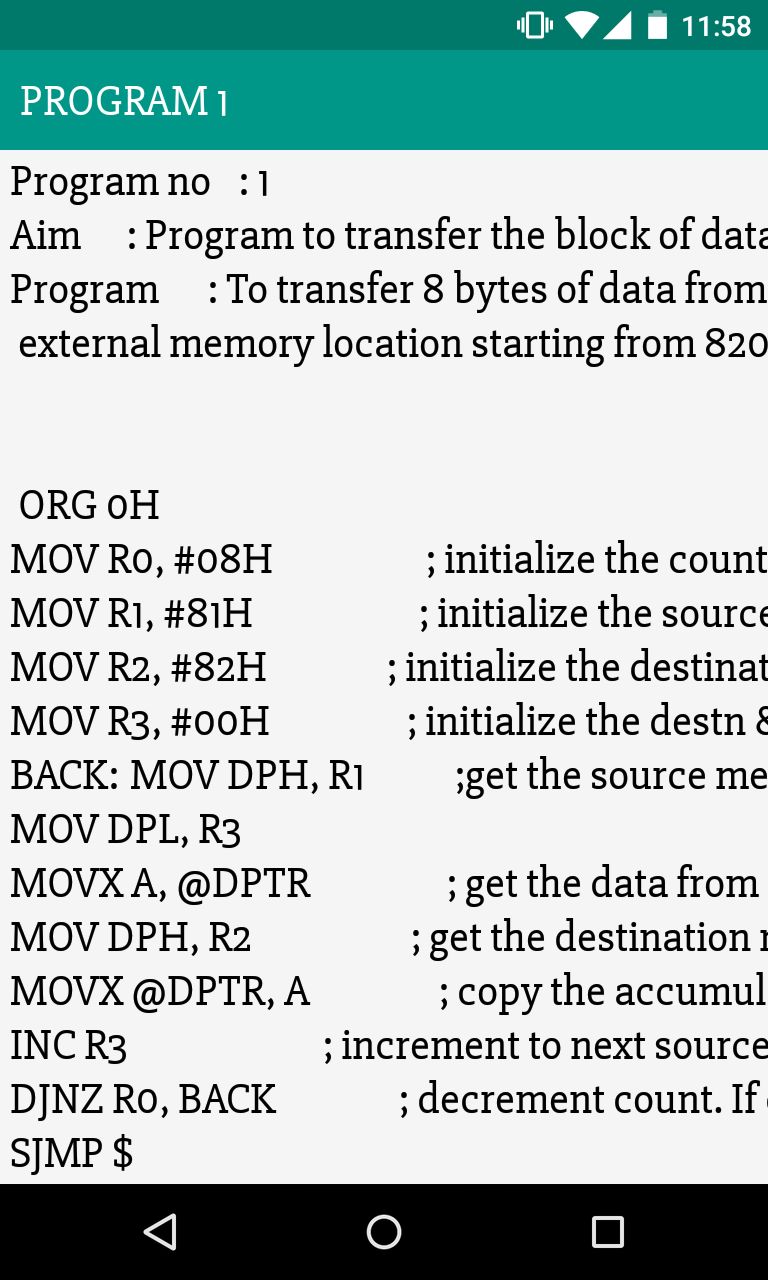 11:58
PROGRAM 1
Program no : 1
Aim : Program to transfer the block of data
Program : To transfer 8 bytes of data from
external memory location starting from 820
ORG 0H
MOV R0, #08H ; initialize the count
MOV R1, #81H ; initialize the source
MOV R2, #82H ; initialize the destinat
MOV R3, #00H ; initialize the destn &
BACK: MOV DPH, R1 ;get the source me
MOV DPL, R3
MOVX A, @DPTR ; get the data from
MOV DPH, R2 ; get the destination
MOVX @DPTR, A ; copy the accumul
INC R3 ; increment to next source
DJNZ R0, BACK ; decrement count. If
SJMP $